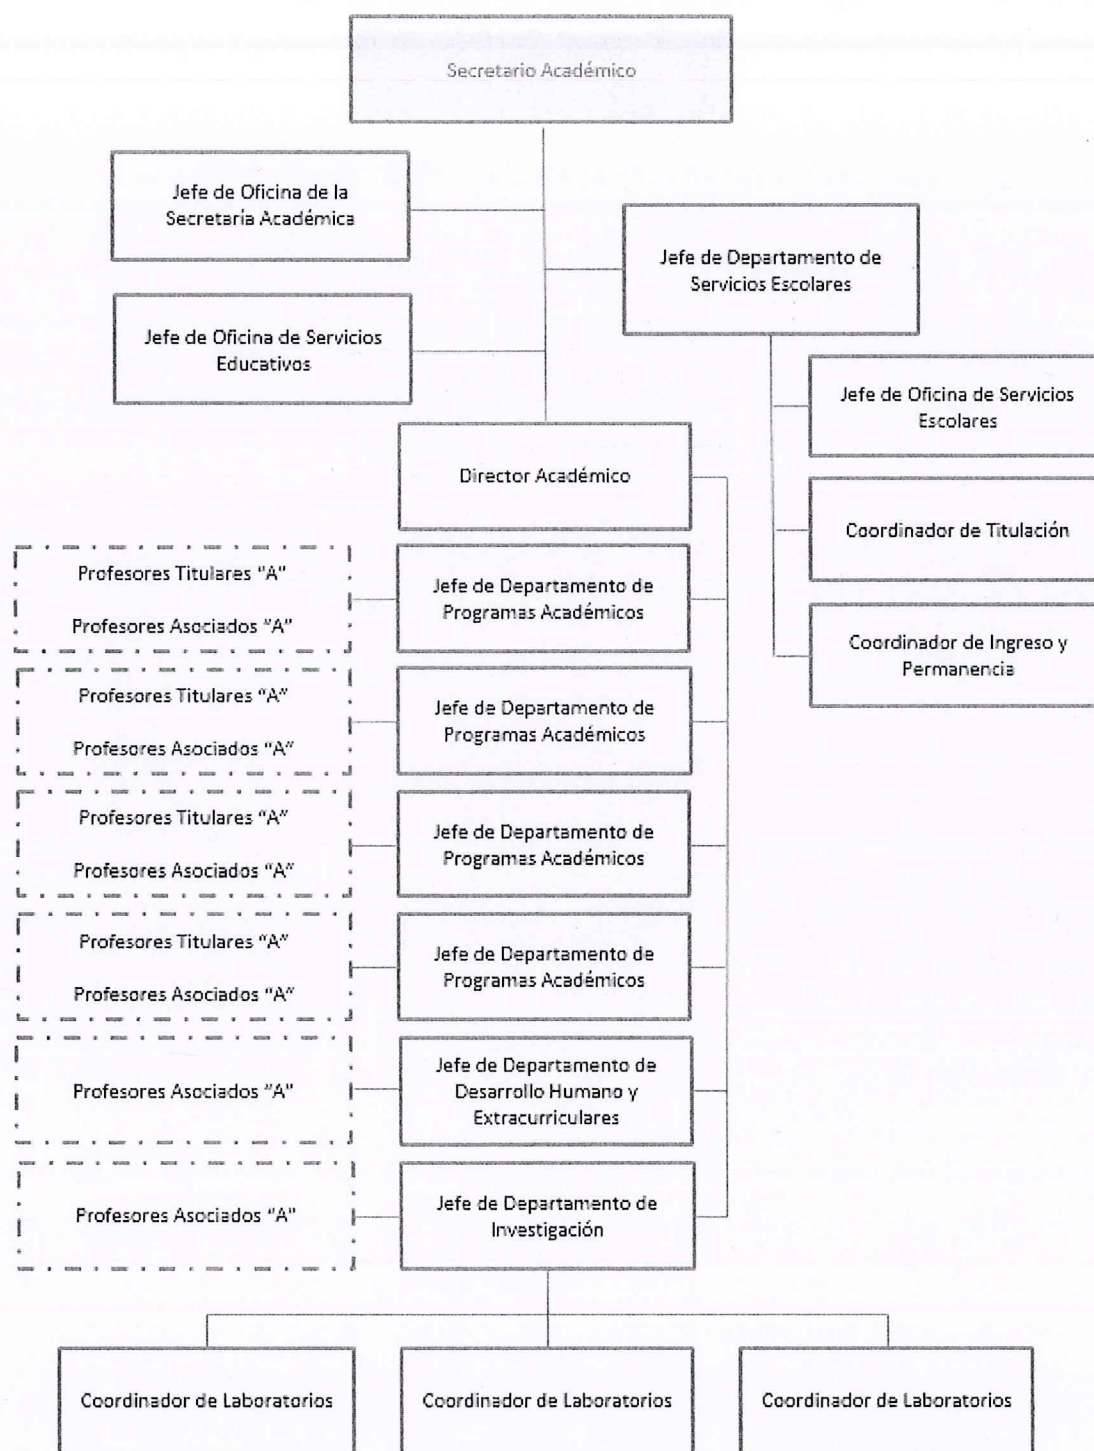 Secretario Académico
Jefe de Oficina de la
Secretaría Académica
Jefe de Departamento de
Servicios Escolares
Jefe de Oficina de Servicios
Educativos
Jefe de Oficina de Servicios
Escolares
Director Académico
Coordinador de Titulación
Profesores Titulares "A"
Profesores Asociados "A"
Jefe de Departamento de
Programas Académicos
Coordinador de Ingreso y
Permanencia
Profesores Titulares "A"
Profesores Asociados "A"
Jefe de Departamento de
Programas Académicos
Profesores Titulares "A"
Profesores Asociados "A"
Jefe de Departamento de
Programas Académicos
Profesores Titulares "A"
Profesores Asociados "A"
Jefe de Departamento de
Programas Académicos
Profesores Asociados "A"
Jefe de Departamento de
Desarrollo Humano y
Extracurriculares
Profesores Asociados "A"
Jefe de Departamento de
Investigación
Coordinador de Laboratorios
Coordinador de Laboratorios
Coordinador de Laboratorios